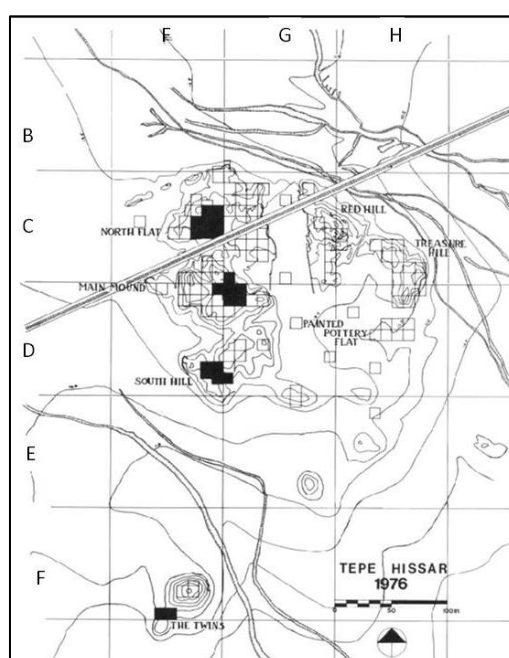 F G H
B
C
RED HILL
NORTH FLAT
TREASURE
HILL
MAIN MOUND
PAINTED
POTTERY
FLAT
D
SOUTH HILL
E
F
TEPE HISSAR
1976
0 50 100m
THE TWINS